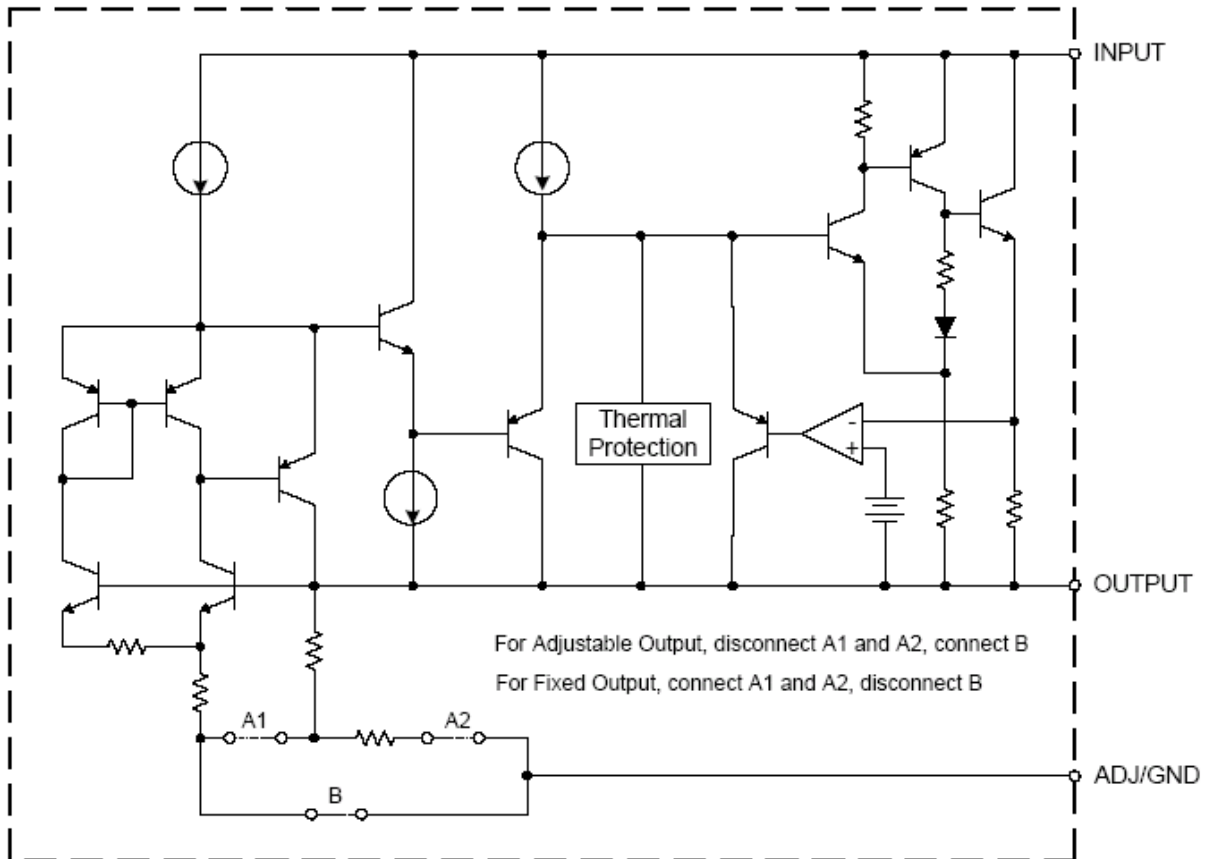 INPUT
Thermal
Protection
-
+
OUTPUT
For Adjustable Output, disconnect A1 and A2, connect B
For Fixed Output, connect A1 and A2, disconnect B
A1
A2
ADJ/GND
B